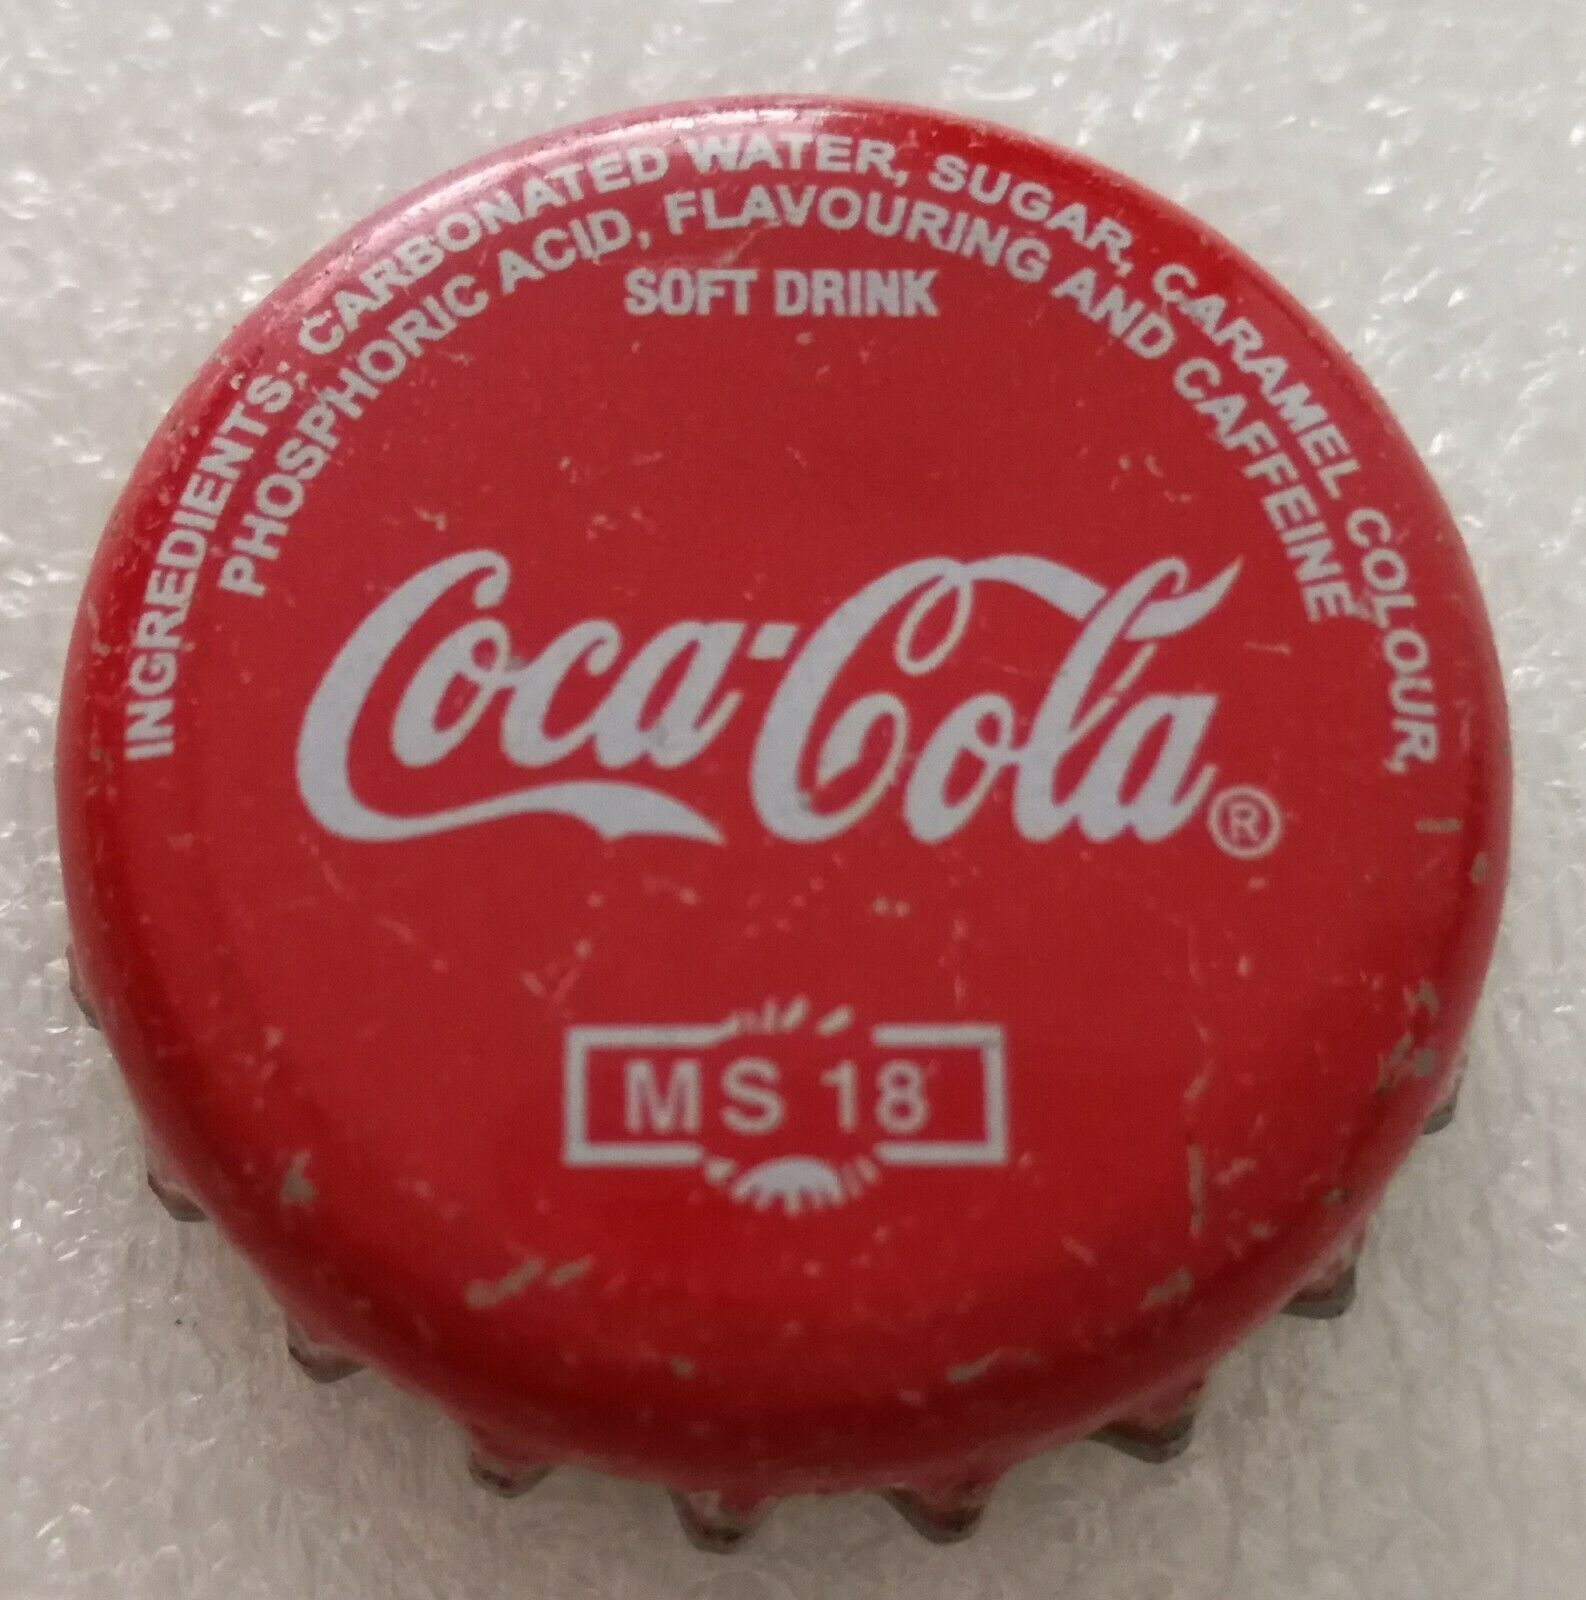 INGREDIENTS: CARBONATED WATER, SUGAR, CARAMEL COLOUR,
PHOSPHORIC ACID, FLAVOURING AND CAFFEINE
SOFT DRINK
Coca-Cola®
MS 18